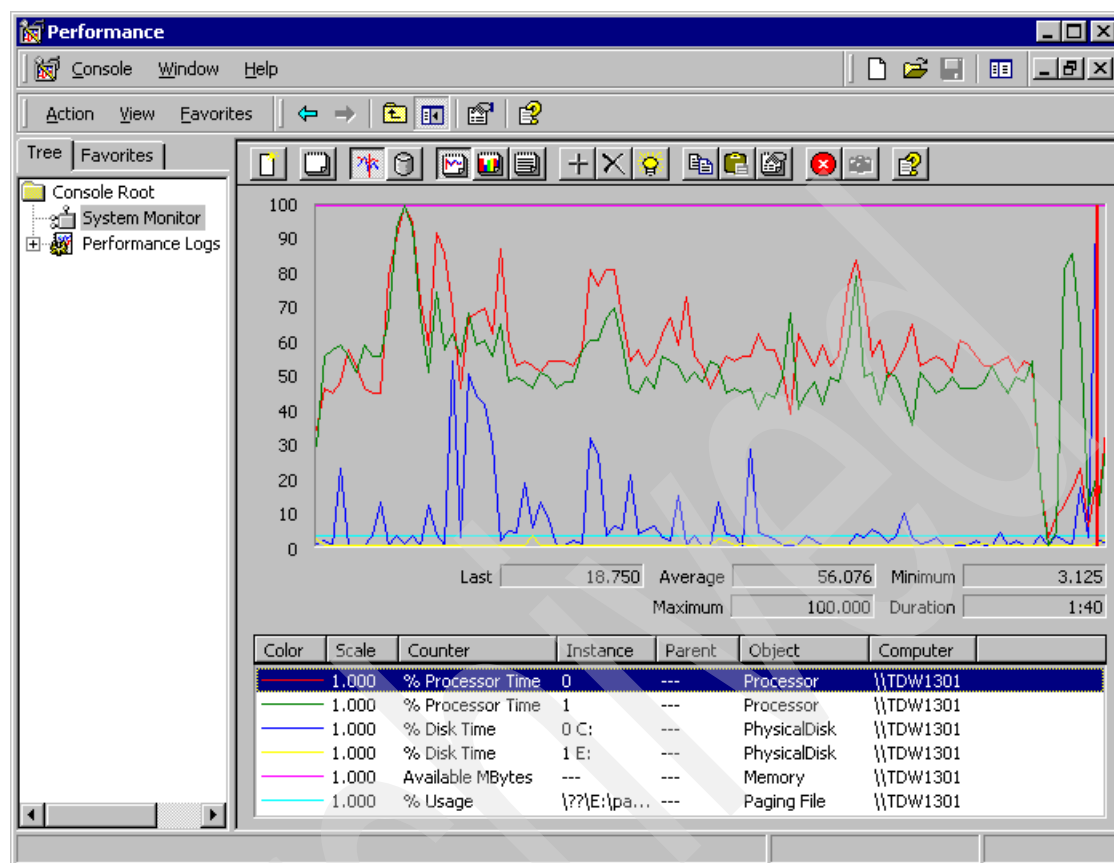 Performance
Console Window Help
Action View Favorites
Tree Favorites
Console Root
System Monitor
Performance Logs
100
90
80
70
60
50
40
30
20
10
0
Last 18.750 Average 56.076 Minimum 3.125
Maximum 100.000 Duration 1:40
Color Scale Counter Instance Parent Object Computer
1.000 % Processor Time 0 --- Processor \\TDW1301
1.000 % Processor Time 1 --- Processor \\TDW1301
1.000 % Disk Time 0 C: --- PhysicalDisk \\TDW1301
1.000 % Disk Time 1 E: --- PhysicalDisk \\TDW1301
1.000 Available MBytes --- --- Memory \\TDW1301
1.000 % Usage \??\E:\pa... --- Paging File \\TDW1301